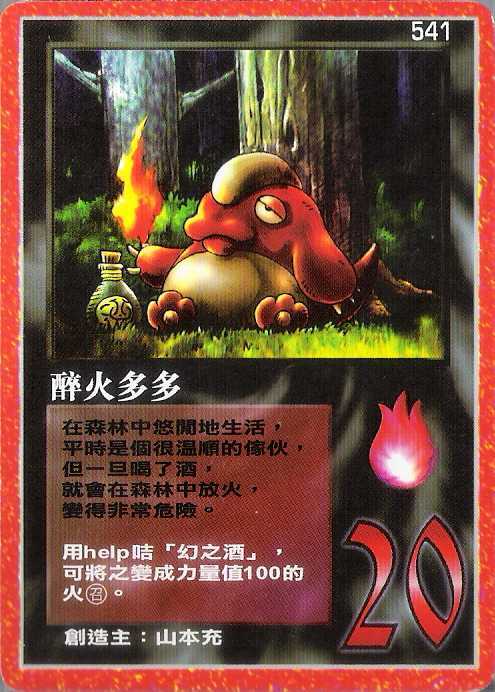 541
醉火多多
在森林中悠閒地生活，
平時是個很溫順的傢伙，
但一旦喝了酒，
就會在森林中放火，
變得非常危險。
用help咭「幻之酒」，
可將之變成力量值100的
火㊂。
20
創造主：山本充